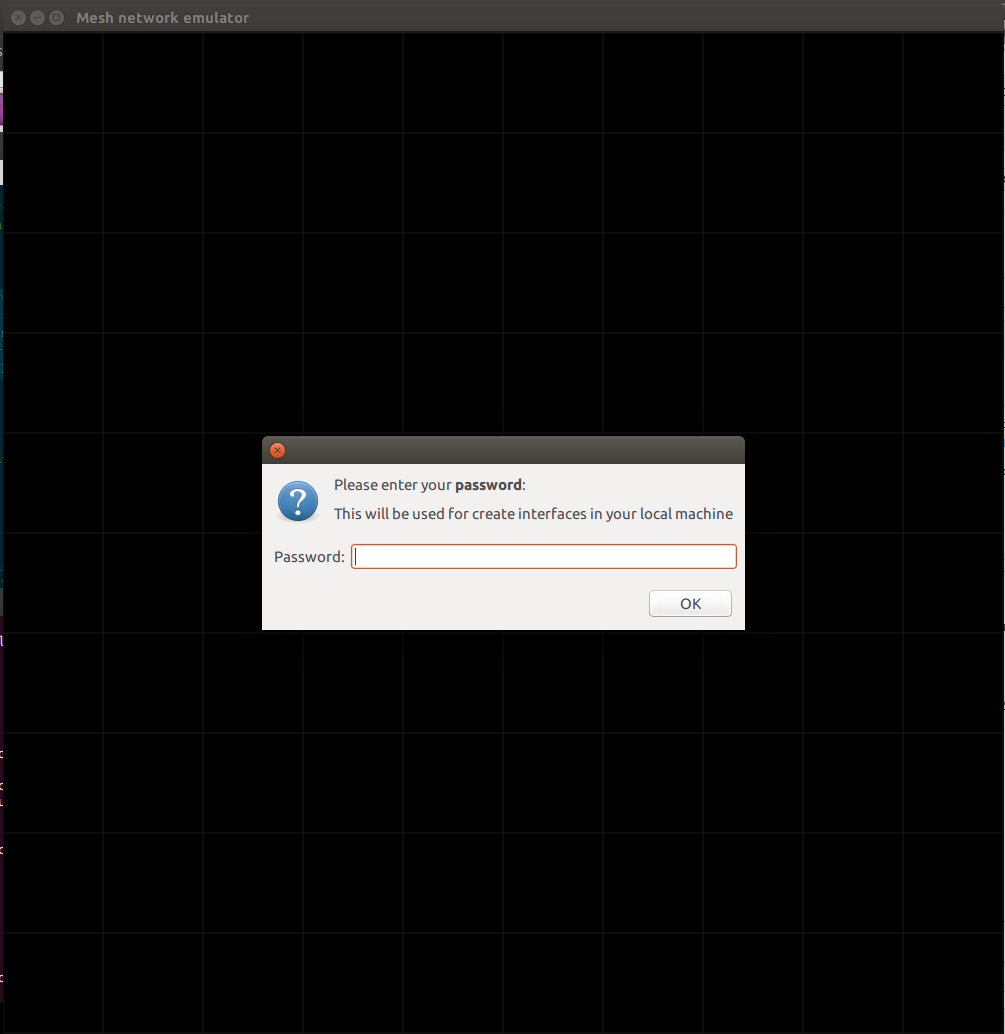 Mesh network emulator
Please enter your password:
This will be used for create interfaces in your local machine
Password:
OK